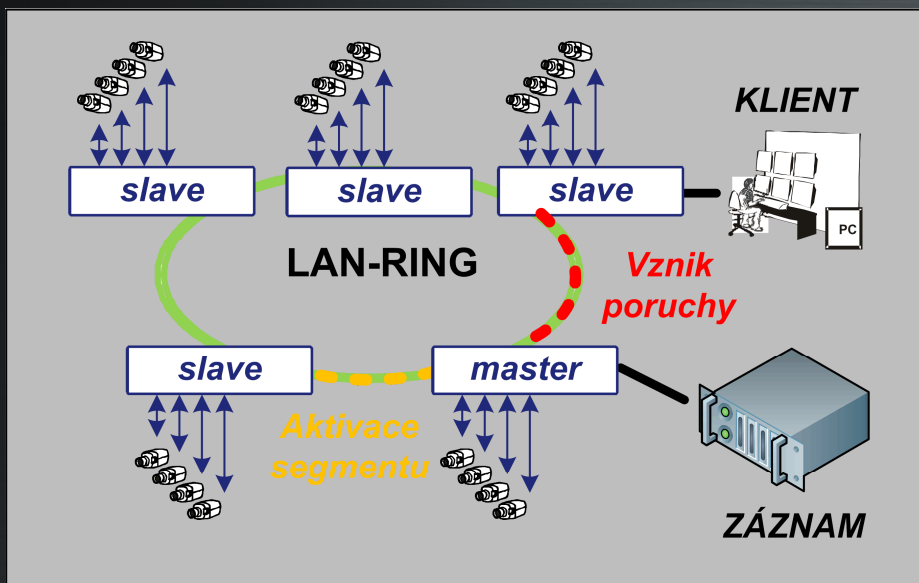 KLIENT
slave
slave
slave
PC
LAN-RING
Vznik
poruchy
slave
master
Aktivace
segmentu
ZÁZNAM